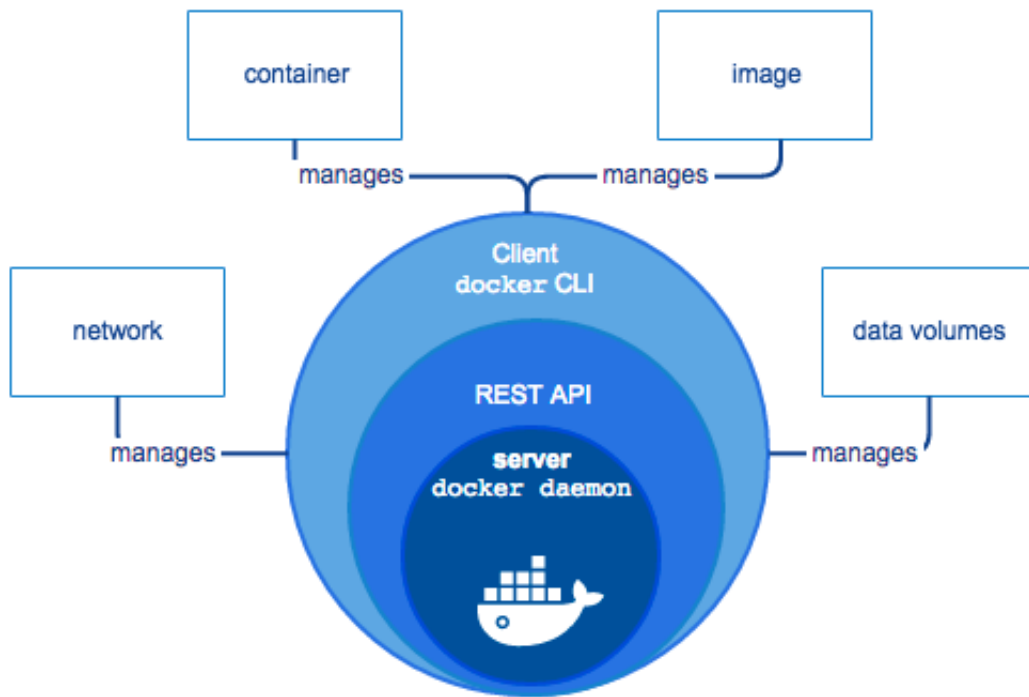 container
image
manages
manages
Client
docker CLI
network
data volumes
REST API
manages
manages
server
docker daemon